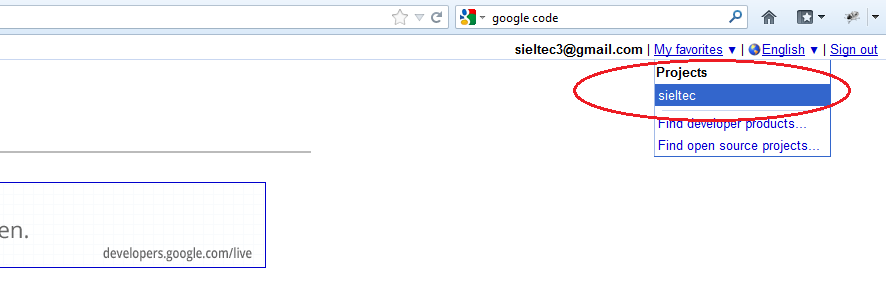 google code
sieltec3@gmail.com | My favorites ▼ | English ▼ | Sign out
Projects
sieltec
Find developer products...
Find open source projects...
en.
developers.google.com/live